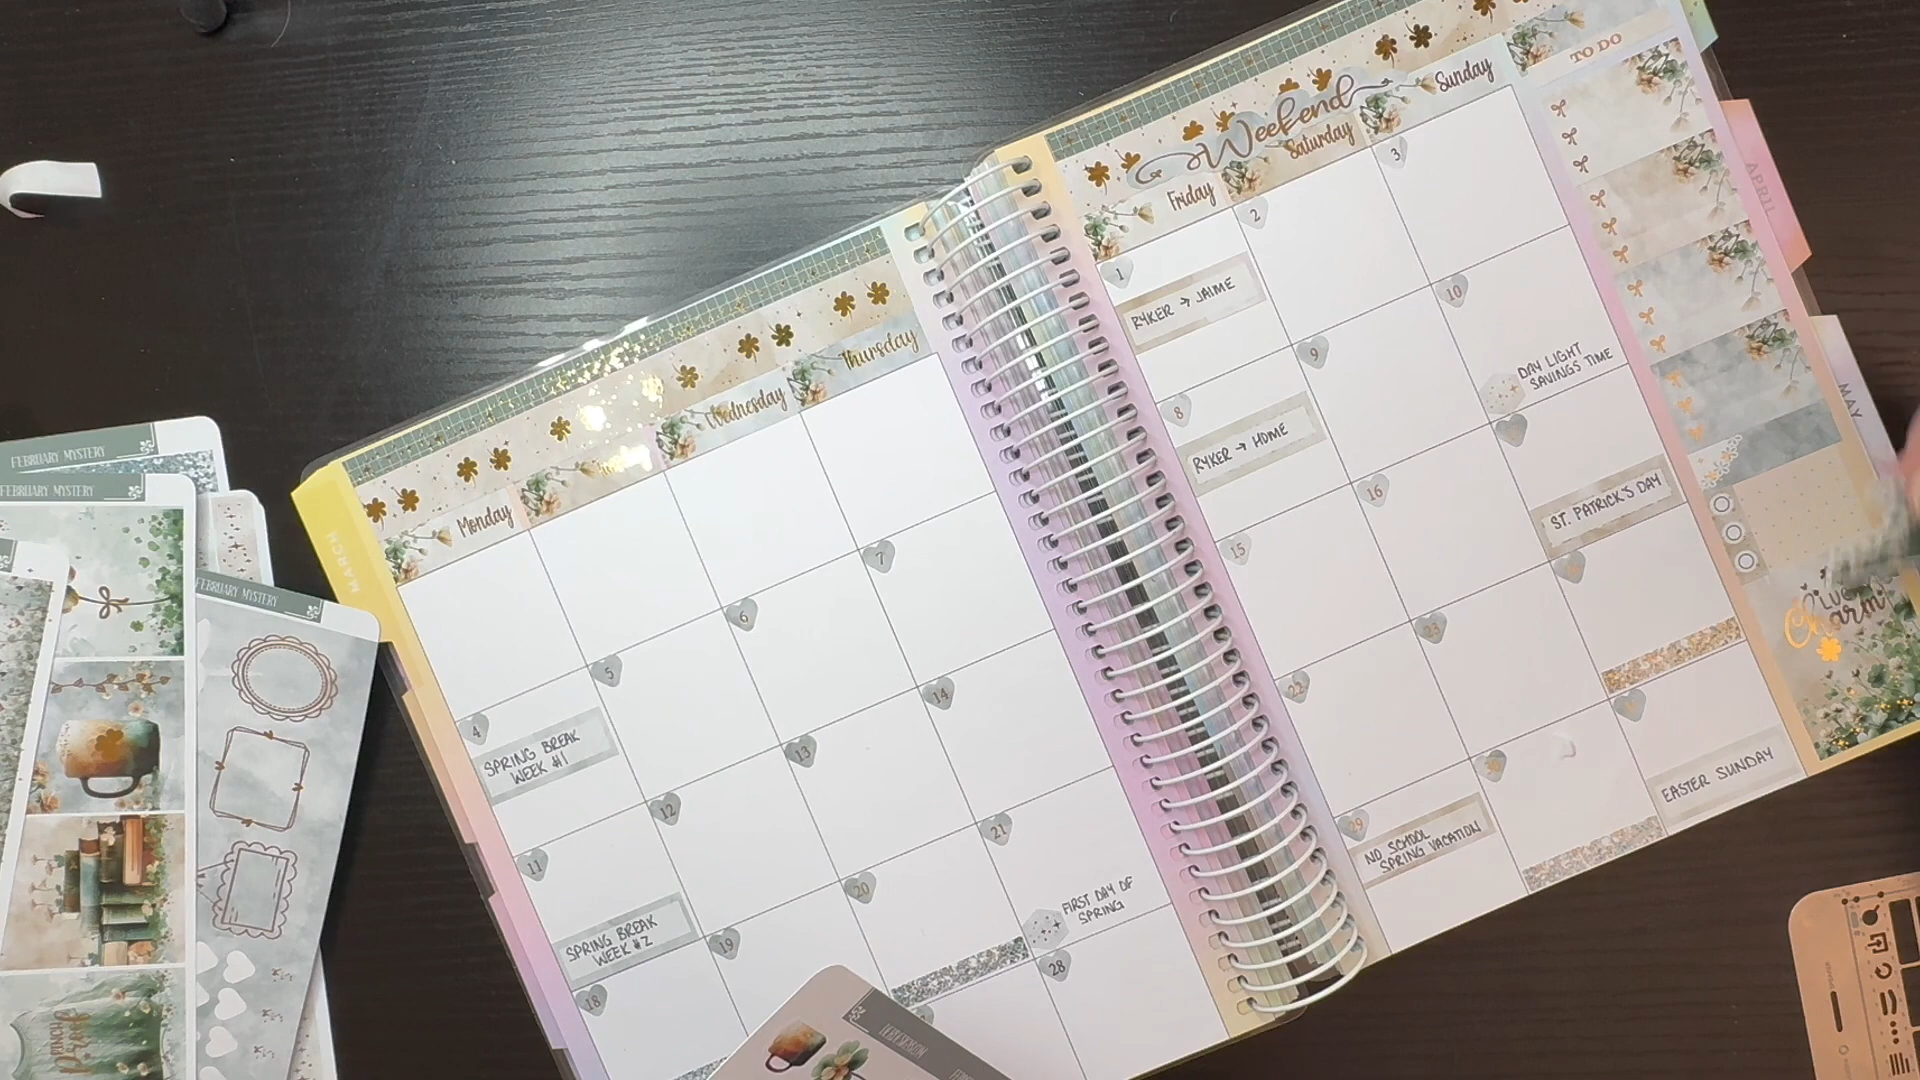 TO DO
Weekend
Sunday
Saturday
Friday
Thursday
Wednesday
Monday
MARCH
APRIL
MAY
1
RYKER → JAIME
2
3
4
SPRING BREAK
WEEK #1
5
6
7
8
RYKER → HOME
9
10
DAY LIGHT
SAVINGS TIME
11
SPRING BREAK
WEEK #2
12
13
14
15
16
ST. PATRICK'S DAY
18
19
20
FIRST DAY OF
SPRING
21
22
23
28
29
NO SCHOOL
SPRING VACATION
EASTER SUNDAY
Charm
FEBRUARY MYSTERY
FEBRUARY MYSTERY
FEBRUARY MYSTERY
PINCH